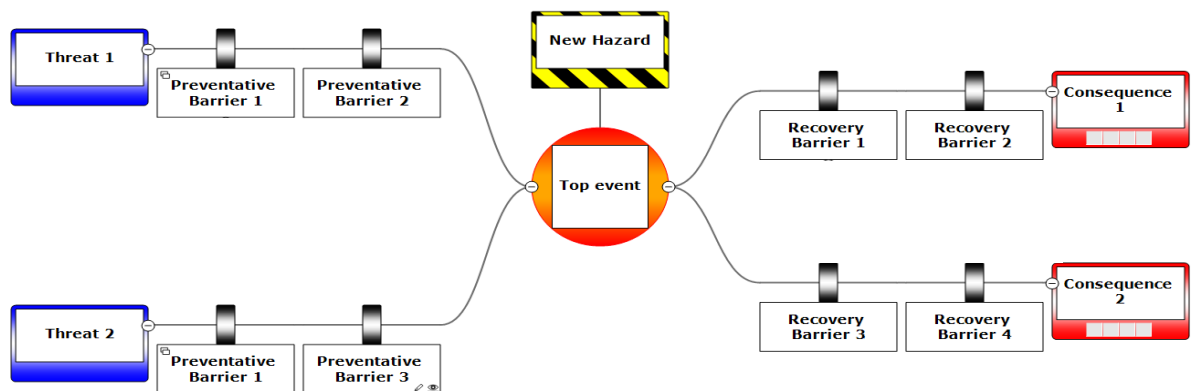 New Hazard
Threat 1
Preventative
Barrier 1
Preventative
Barrier 2
Top event
Recovery
Barrier 1
Recovery
Barrier 2
Consequence
1
Threat 2
Preventative
Barrier 1
Preventative
Barrier 3
Recovery
Barrier 3
Recovery
Barrier 4
Consequence
2